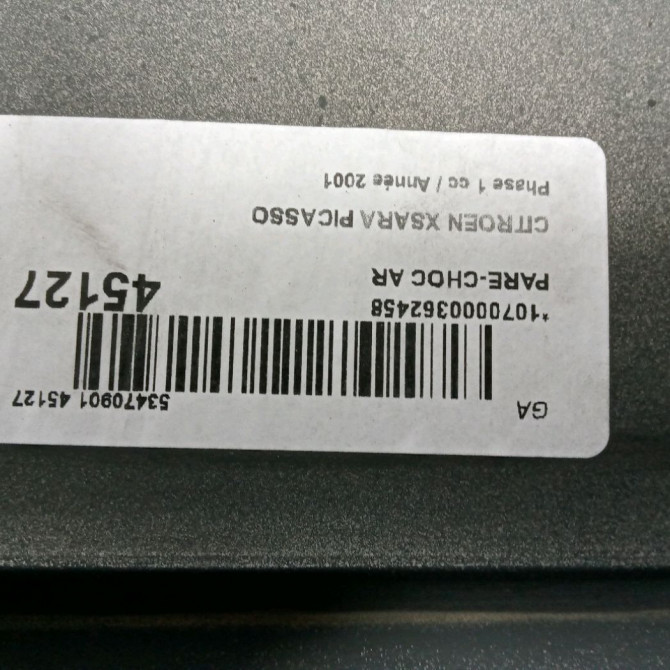 GA
53470901 45127
*1070000362458
PARE-CHOC AR
45127
CITROEN XSARA PICASSO
Phase 1 cc / Année 2001